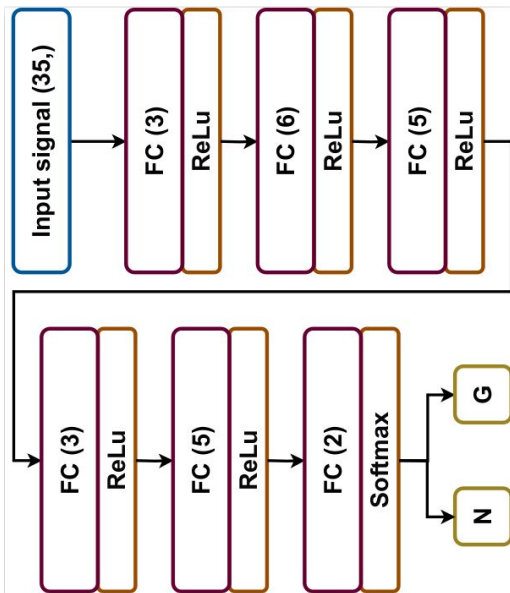 Input signal (35,)
FC (3)
ReLu
FC (6)
ReLu
FC (5)
ReLu
FC (3)
ReLu
FC (5)
ReLu
FC (2)
Softmax
G
N